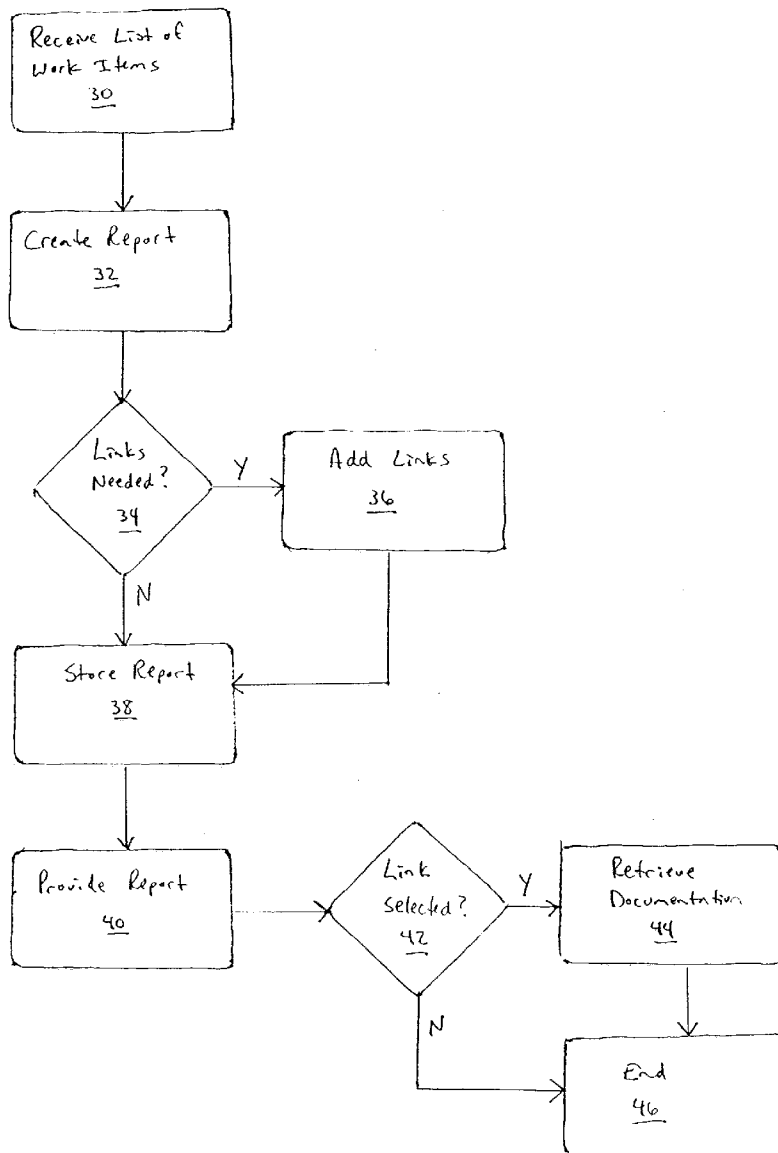 Receive List of
Work Items
30
Create Report
32
Links
Needed?
34
Y
Add Links
36
N
Store Report
38
Provide Report
40
Link
Selected?
42
Y
Retrieve
Documentation
44
N
End
46